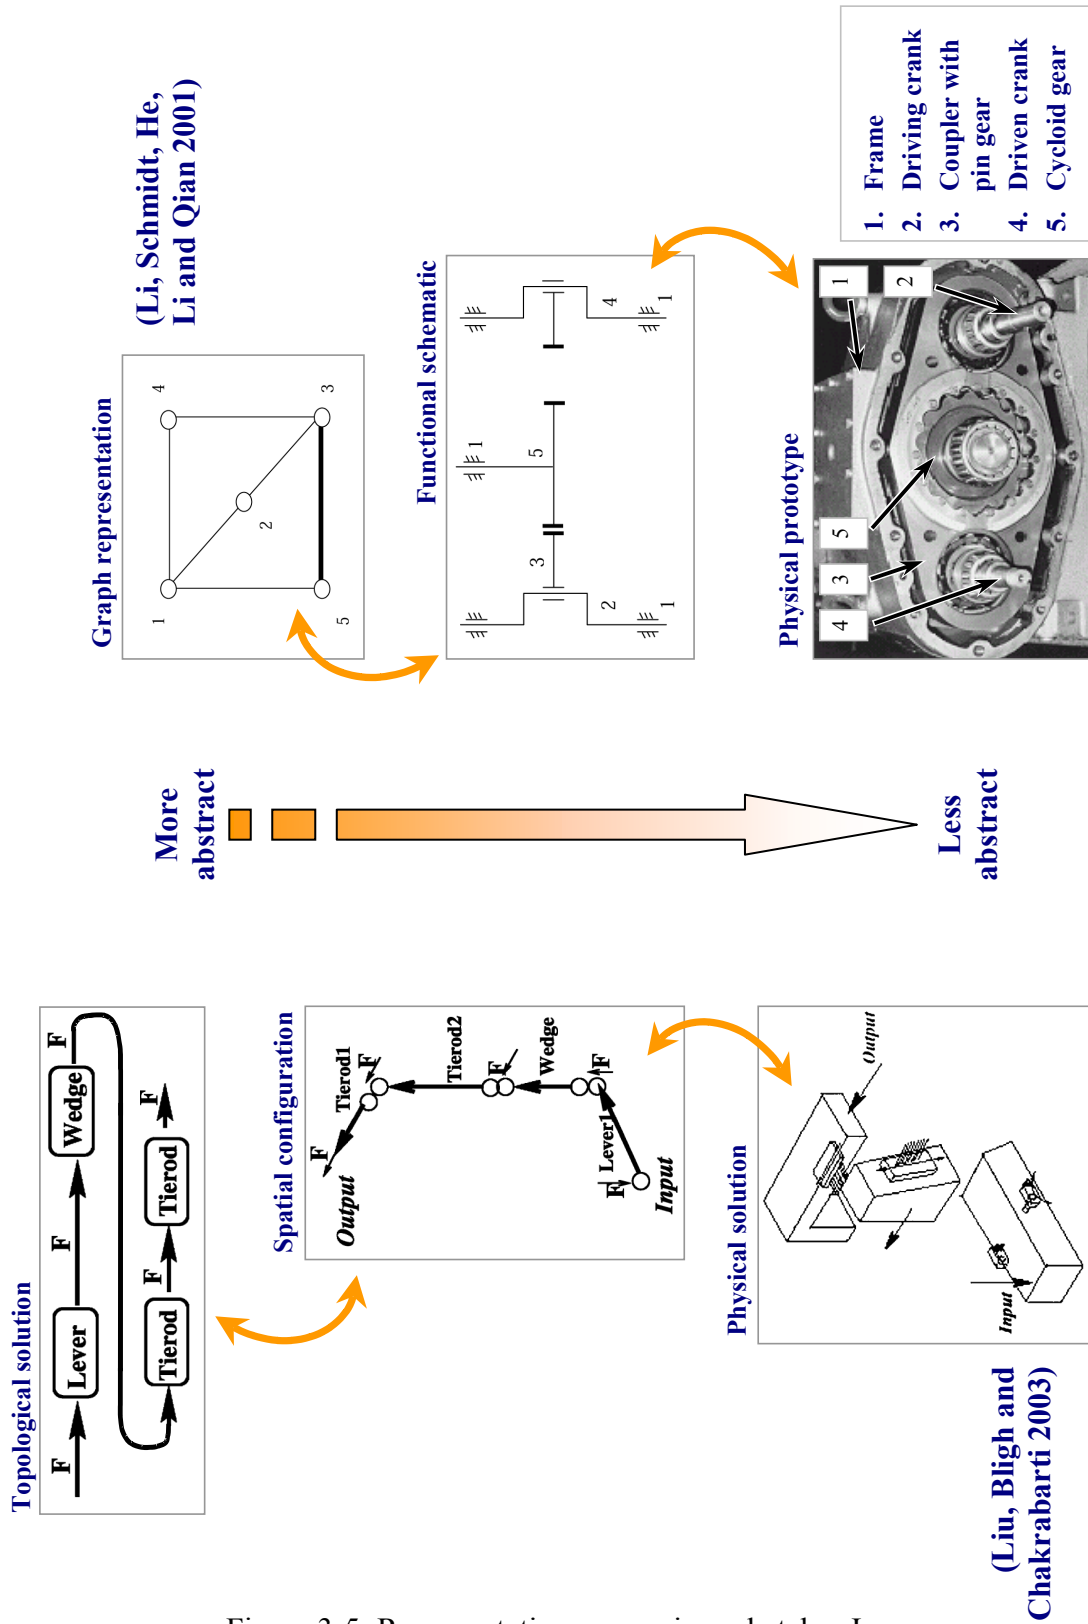 Topological solution
F
Lever
F
Wedge
F
Tierod
F
Tierod
F
Spatial configuration
F
Output
Tierod1
F
Tierod2
F
Wedge
F
Lever1
F
Input
Physical solution
Output
Input
(Liu, Bligh and
Chakrabarti 2003)
More
abstract
Less
abstract
Graph representation
1
4
2
5
3
(Li, Schmidt, He,
Li and Qian 2001)
Functional schematic
1
3
5
2
4
1
1
Physical prototype
4
3
5
1
2
1. Frame
2. Driving crank
3. Coupler with
pin gear
4. Driven crank
5. Cycloid gear